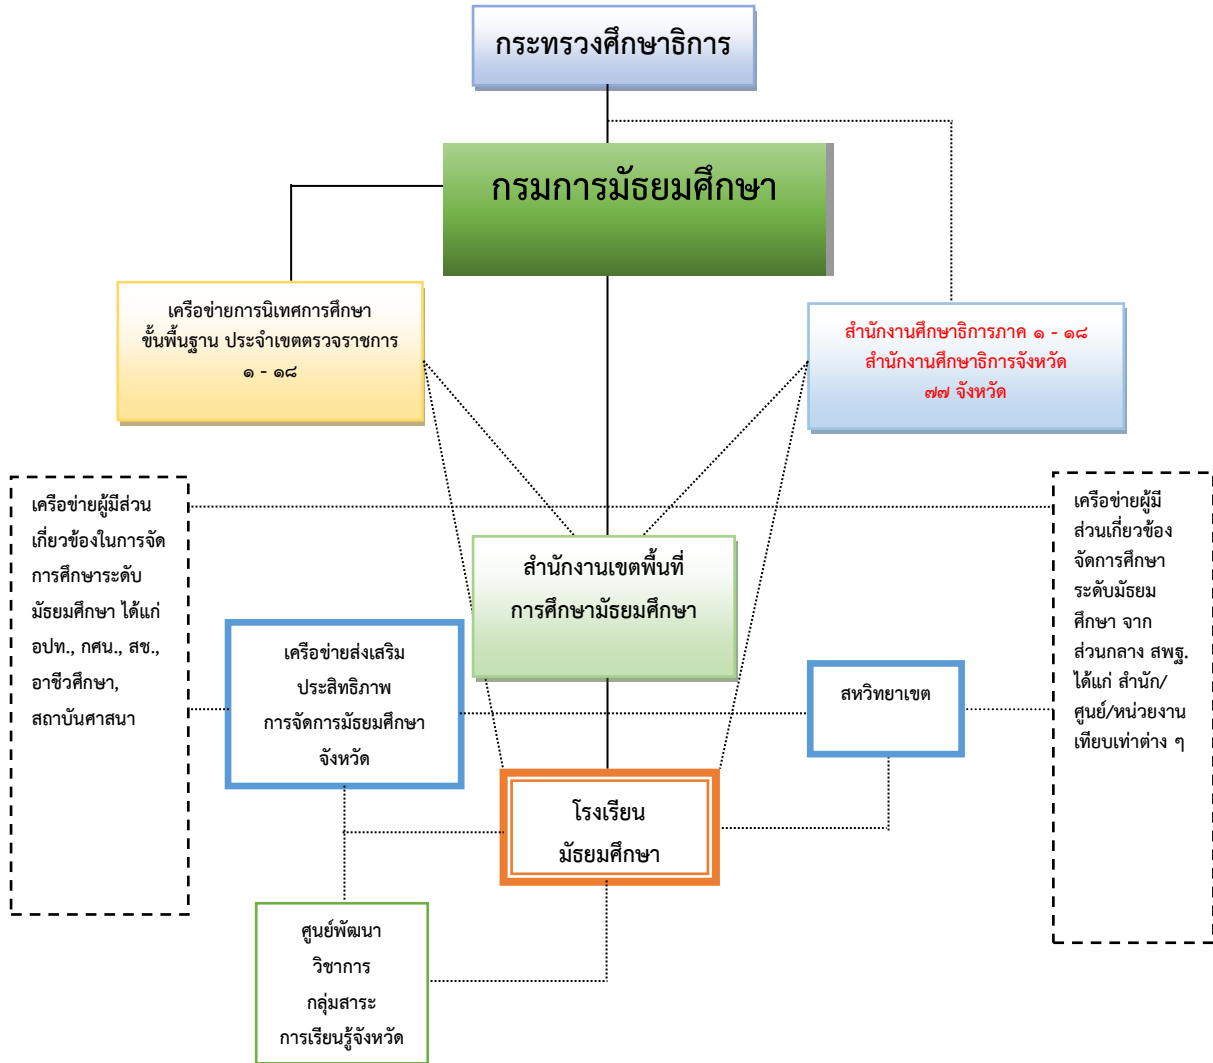 กระทรวงศึกษาธิการ
กรมการมัธยมศึกษา
เครือข่ายการนิเทศการศึกษา
ขั้นพื้นฐาน ประจำเขตตรวจราชการ
๑ - ๑๘
สำนักงานศึกษาธิการภาค ๑ - ๑๘
สำนักงานศึกษาธิการจังหวัด
๗๗ จังหวัด
เครือข่ายผู้มีส่วน
เกี่ยวข้องในการจัด
การศึกษาระดับ
มัธยมศึกษา ได้แก่
อปท., กศน., สช.,
อาชีวศึกษา,
สถาบันศาสนา
สำนักงานเขตพื้นที่
การศึกษามัธยมศึกษา
เครือข่ายผู้มี
ส่วนเกี่ยวข้อง
จัดการศึกษา
ระดับมัธยม
ศึกษา จาก
ส่วนกลาง สพฐ.
ได้แก่ สำนัก/
ศูนย์/หน่วยงาน
เทียบเท่าต่าง ๆ
เครือข่ายส่งเสริม
ประสิทธิภาพ
การจัดการมัธยมศึกษา
จังหวัด
สหวิทยาเขต
โรงเรียน
มัธยมศึกษา
ศูนย์พัฒนา
วิชาการ
กลุ่มสาระ
การเรียนรู้จังหวัด